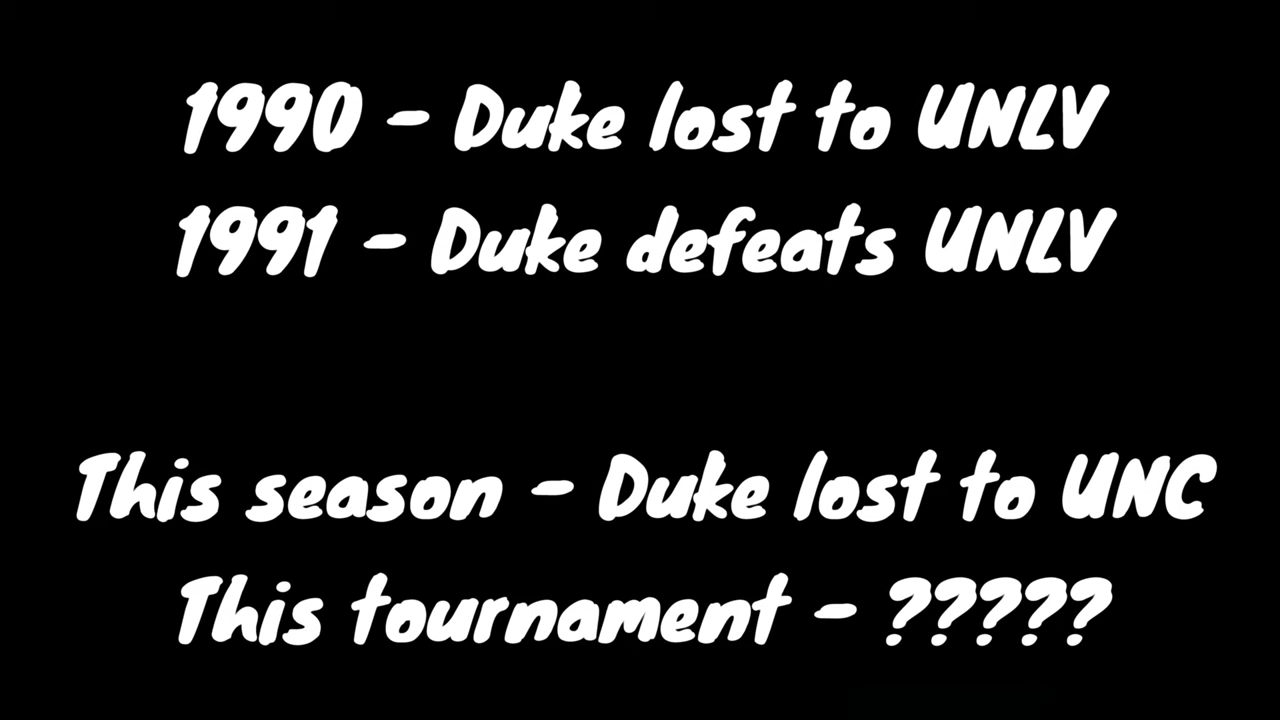 1990 - Duke lost to UNLV
1991 - Duke defeats UNLV
This season - Duke lost to UNC
This tournament - ?????